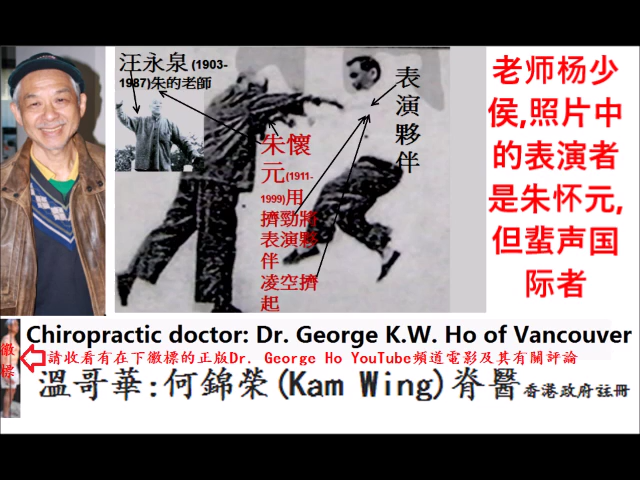 汪永泉(1903-
1987)朱的老師
表
演
夥
伴
朱懷
元(1911-
1999)用
擠勁將
表演夥
伴
凌空擠
起
老师杨少
侯,照片中
的表演者
是朱怀元,
但蜚声国
际者
Chiropractic doctor: Dr. George K.W. Ho of Vancouver
徽
標
請收看有在下徽標的正版Dr. George Ho YouTube頻道電影及其有關評論
溫哥華:何錦榮(Kam Wing)脊醫香港政府註冊